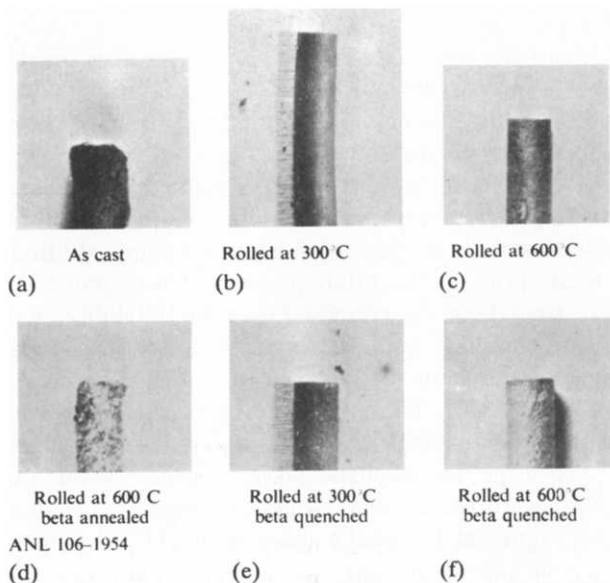 As cast
Rolled at 300°C
Rolled at 600°C
(a)
(b)
(c)
Rolled at 600 C
beta annealed
Rolled at 300°C
beta quenched
Rolled at 600°C
beta quenched
ANL 106–1954
(d)
(e)
(f)